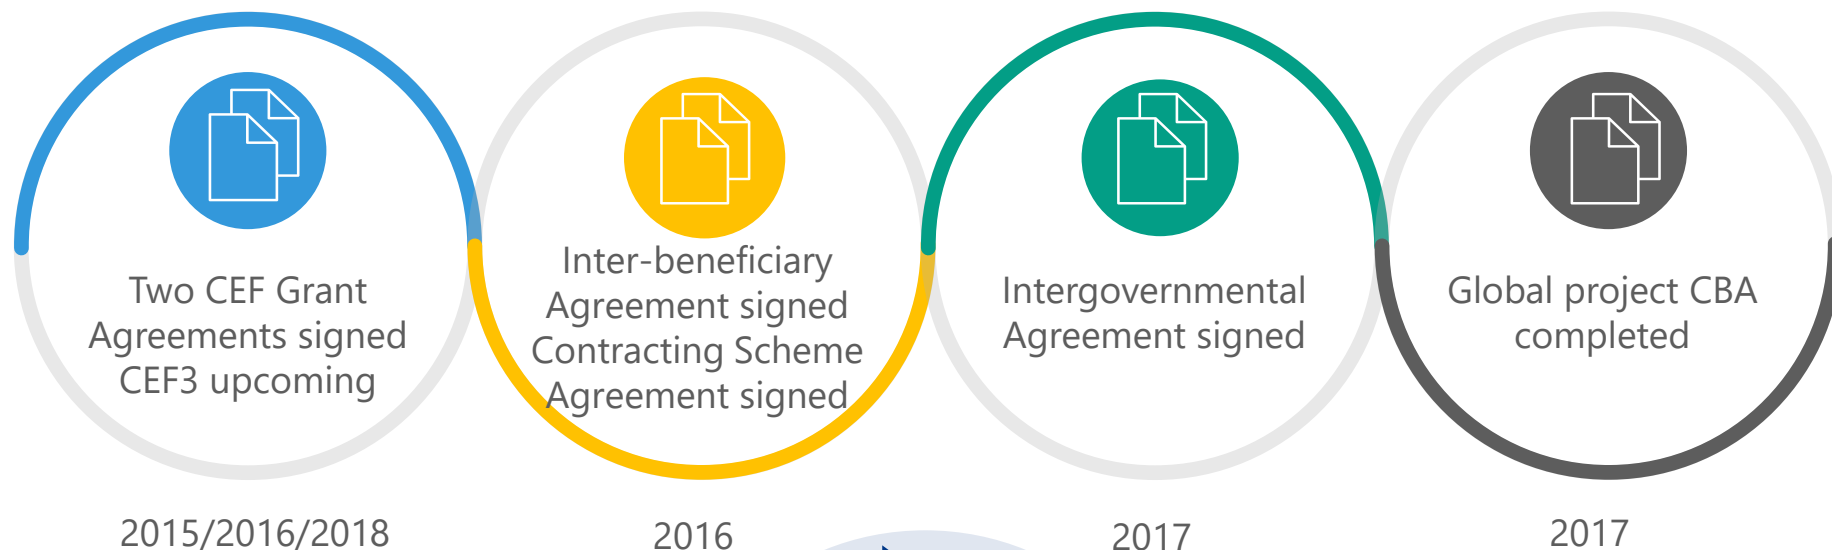 Two CEF Grant
Agreements signed
CEF3 upcoming
2015/2016/2018
Inter-beneficiary
Agreement signed
Contracting Scheme
Agreement signed
2016
Intergovernmental
Agreement signed
2017
Global project CBA
completed
2017